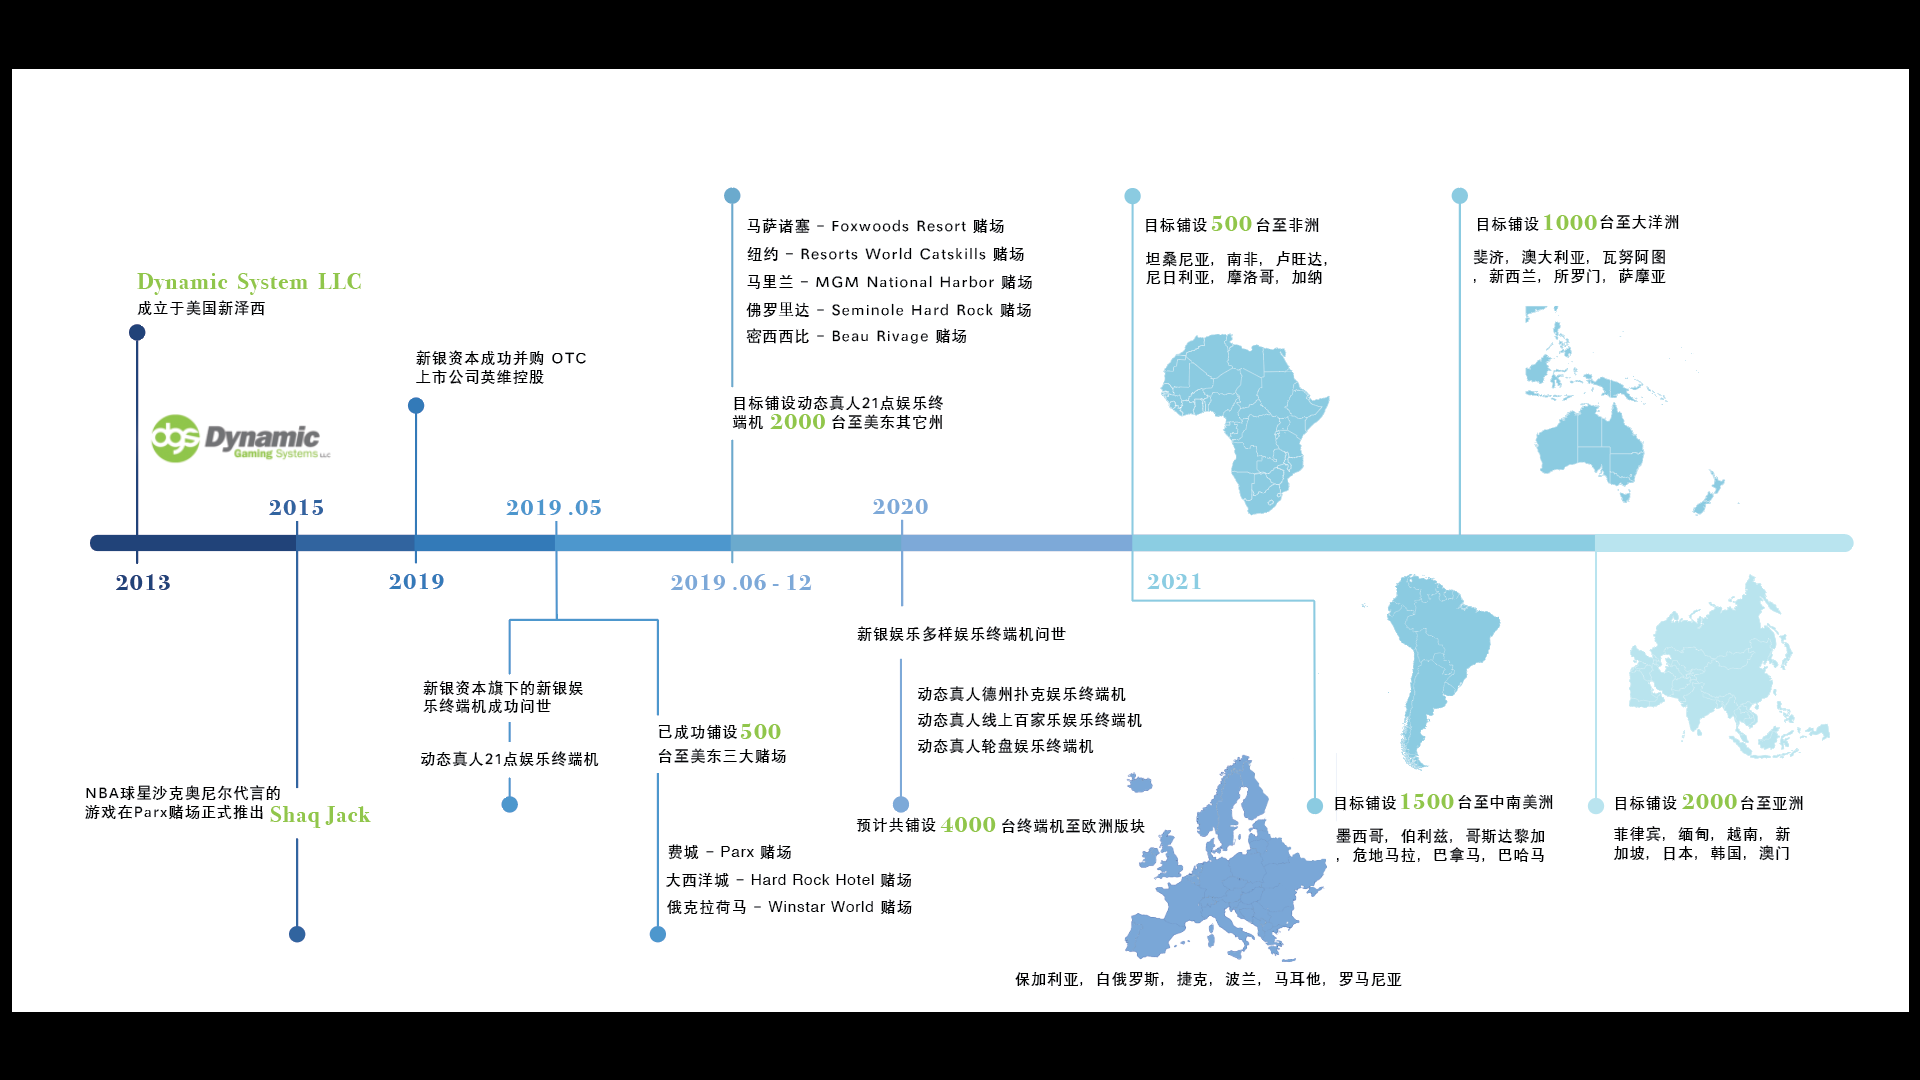 Dynamic System LLC
成立于美国新泽西
dgs Dynamic
Gaming Systems LLC
2013
2015
NBA球星沙克奥尼尔代言的
游戏在Parx赌场正式推出 Shaq Jack
新银资本成功并购 OTC
上市公司英维控股
2019
2019.05
新银资本旗下的新银娱
乐终端机成功问世
动态真人21点娱乐终端机
已成功铺设500
台至美东三大赌场
费城 – Parx 赌场
大西洋城 – Hard Rock Hotel 赌场
俄克拉荷马 – Winstar World 赌场
马萨诸塞 – Foxwoods Resort 赌场
纽约 – Resorts World Catskills 赌场
马里兰 – MGM National Harbor 赌场
佛罗里达 – Seminole Hard Rock 赌场
密西西比 – Beau Rivage 赌场
目标铺设动态真人21点娱乐终
端机 2000 台至美东其它州
2019.06-12
2020
新银娱乐多样娱乐终端机问世
动态真人德州扑克娱乐终端机
动态真人线上百家乐娱乐终端机
动态真人轮盘娱乐终端机
预计共铺设 4000 台终端机至欧洲版块
保加利亚, 白俄罗斯, 捷克, 波兰, 马耳他, 罗马尼亚
目标铺设 500 台至非洲
坦桑尼亚, 南非, 卢旺达,
尼日利亚, 摩洛哥, 加纳
2021
目标铺设 1500 台至中南美洲
墨西哥, 伯利兹, 哥斯达黎加
, 危地马拉, 巴拿马, 巴哈马
目标铺设 1000 台至大洋洲
斐济, 澳大利亚, 瓦努阿图
, 新西兰, 所罗门, 萨摩亚
目标铺设 2000 台至亚洲
菲律宾, 缅甸, 越南, 新
加坡, 日本, 韩国, 澳门